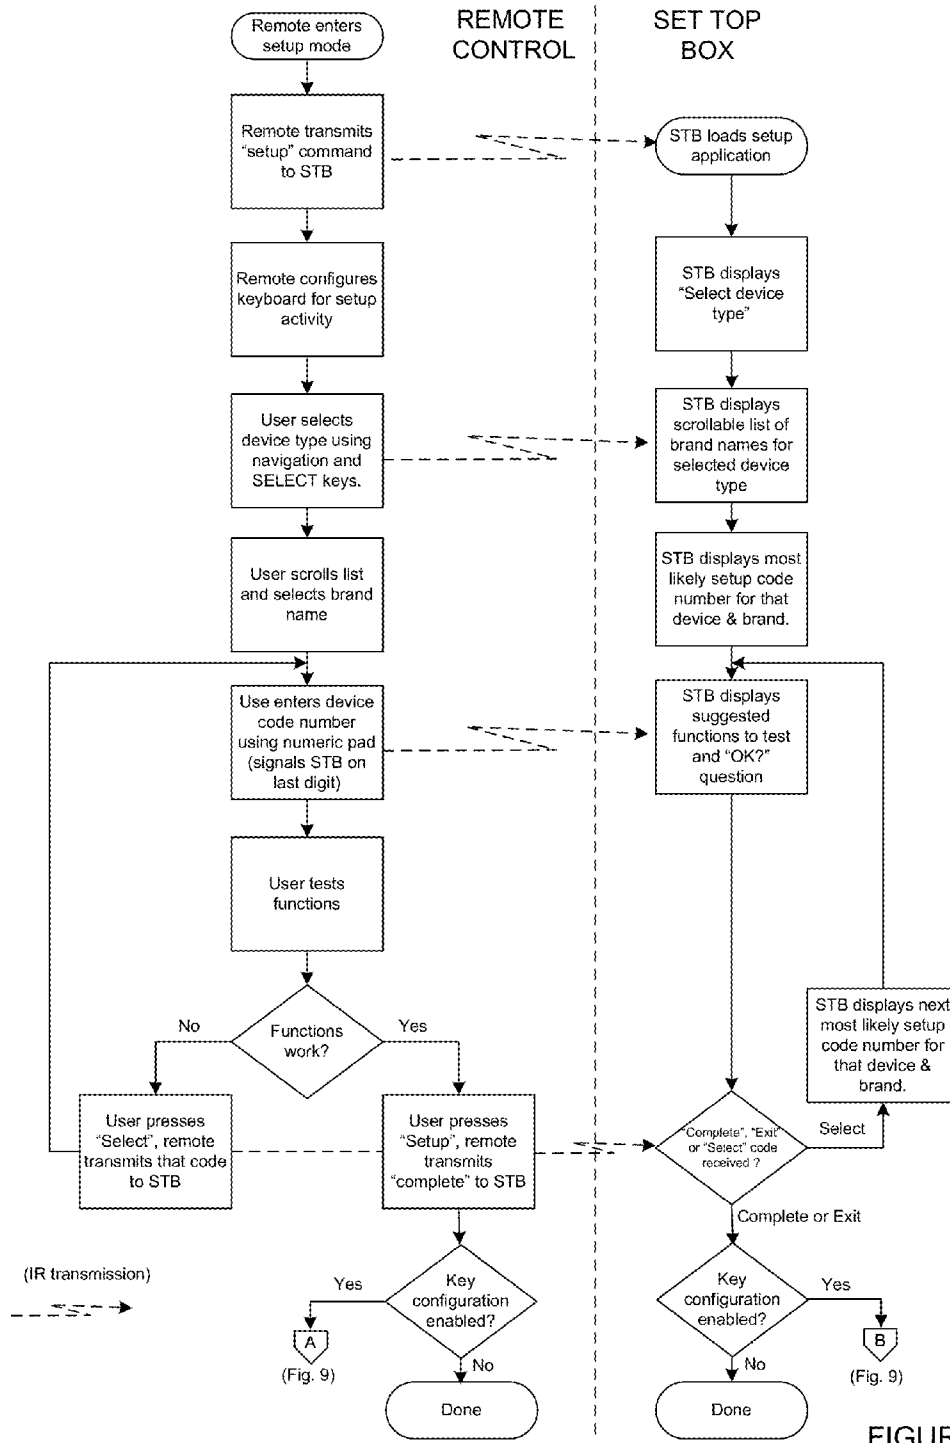 REMOTE
CONTROL
SET TOP
BOX
Remote enters
setup mode
Remote transmits
“setup” command
to STB
STB loads setup
application
Remote configures
keyboard for setup
activity
STB displays
“Select device
type”
User selects
device type using
navigation and
SELECT keys.
STB displays
scrollable list of
brand names for
selected device
type
User scrolls list
and selects brand
name
STB displays most
likely setup code
number for that
device & brand.
Use enters device
code number
using numeric pad
(signals STB on
last digit)
STB displays
suggested
functions to test
and “OK?”
question
User tests
functions
Functions
work?
No
Yes
STB displays next
most likely setup
code number for
that device &
brand.
User presses
“Select”, remote
transmits that code
to STB
User presses
“Setup”, remote
transmits
“complete” to STB
“Complete”, “Exit”
or “Select” code
received ?
Select
Complete or Exit
(IR transmission)
Yes
Key
configuration
enabled?
Key
configuration
enabled?
Yes
A
(Fig. 9)
No
No
B
(Fig. 9)
Done
Done
FIGUR